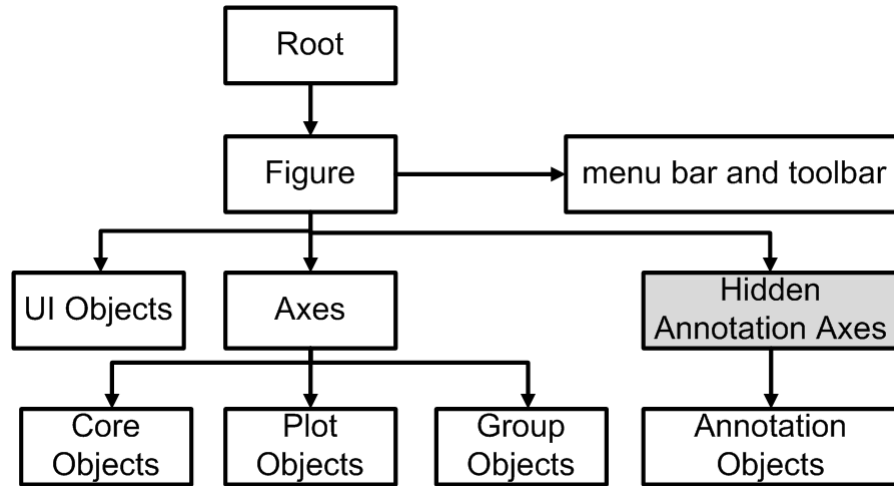 Root
Figure
menu bar and toolbar
UI Objects
Axes
Hidden
Annotation Axes
Core
Objects
Plot
Objects
Group
Objects
Annotation
Objects